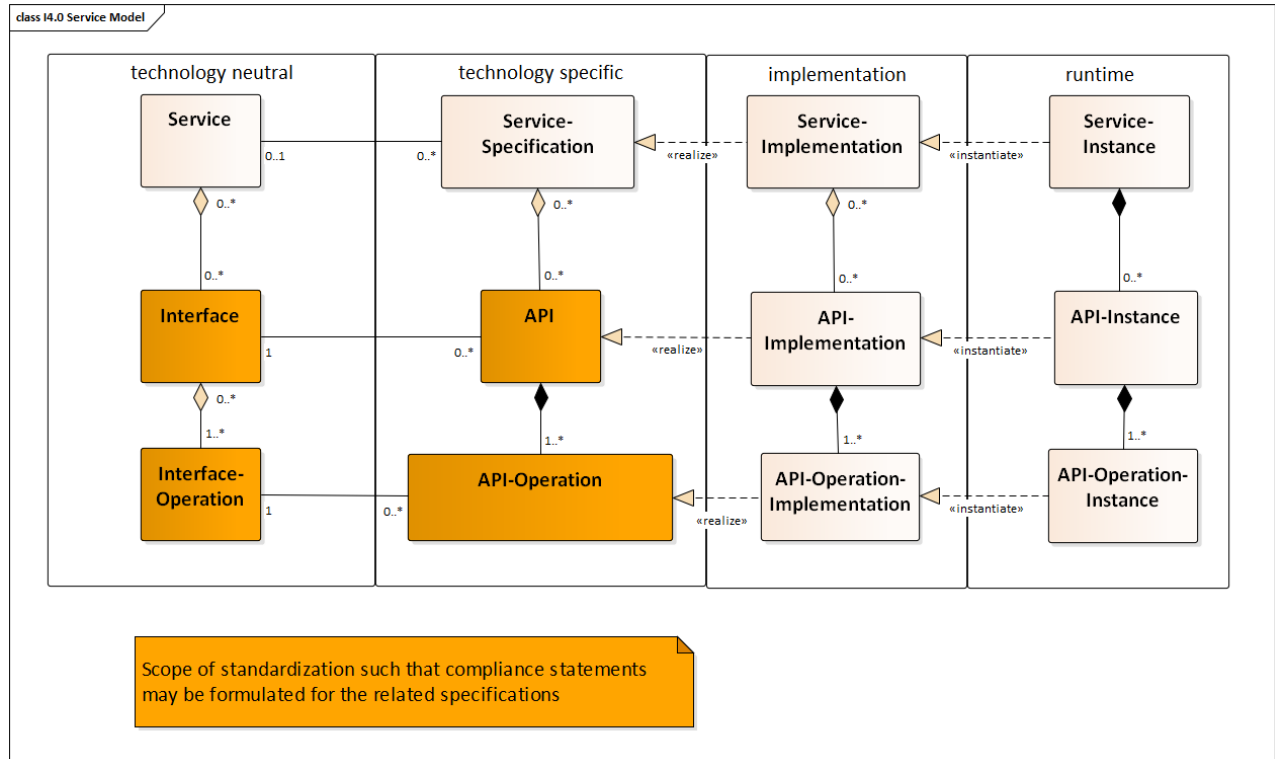 class I4.0 Service Model
technology neutral
technology specific
implementation
runtime
Service
Service-
Specification
Service-
Implementation
Service-
Instance
0..1
0..*
«realize»
«instantiate»
0..*
0..*
0..*
0..*
0..*
0..*
0..*
Interface
API
API-
Implementation
API-Instance
1
0..*
«realize»
«instantiate»
0..*
1..*
1..*
1..*
1..*
Interface-
Operation
API-Operation
API-Operation-
Implementation
API-Operation-
Instance
1
0..*
«realize»
«instantiate»
Scope of standardization such that compliance statements
may be formulated for the related specifications